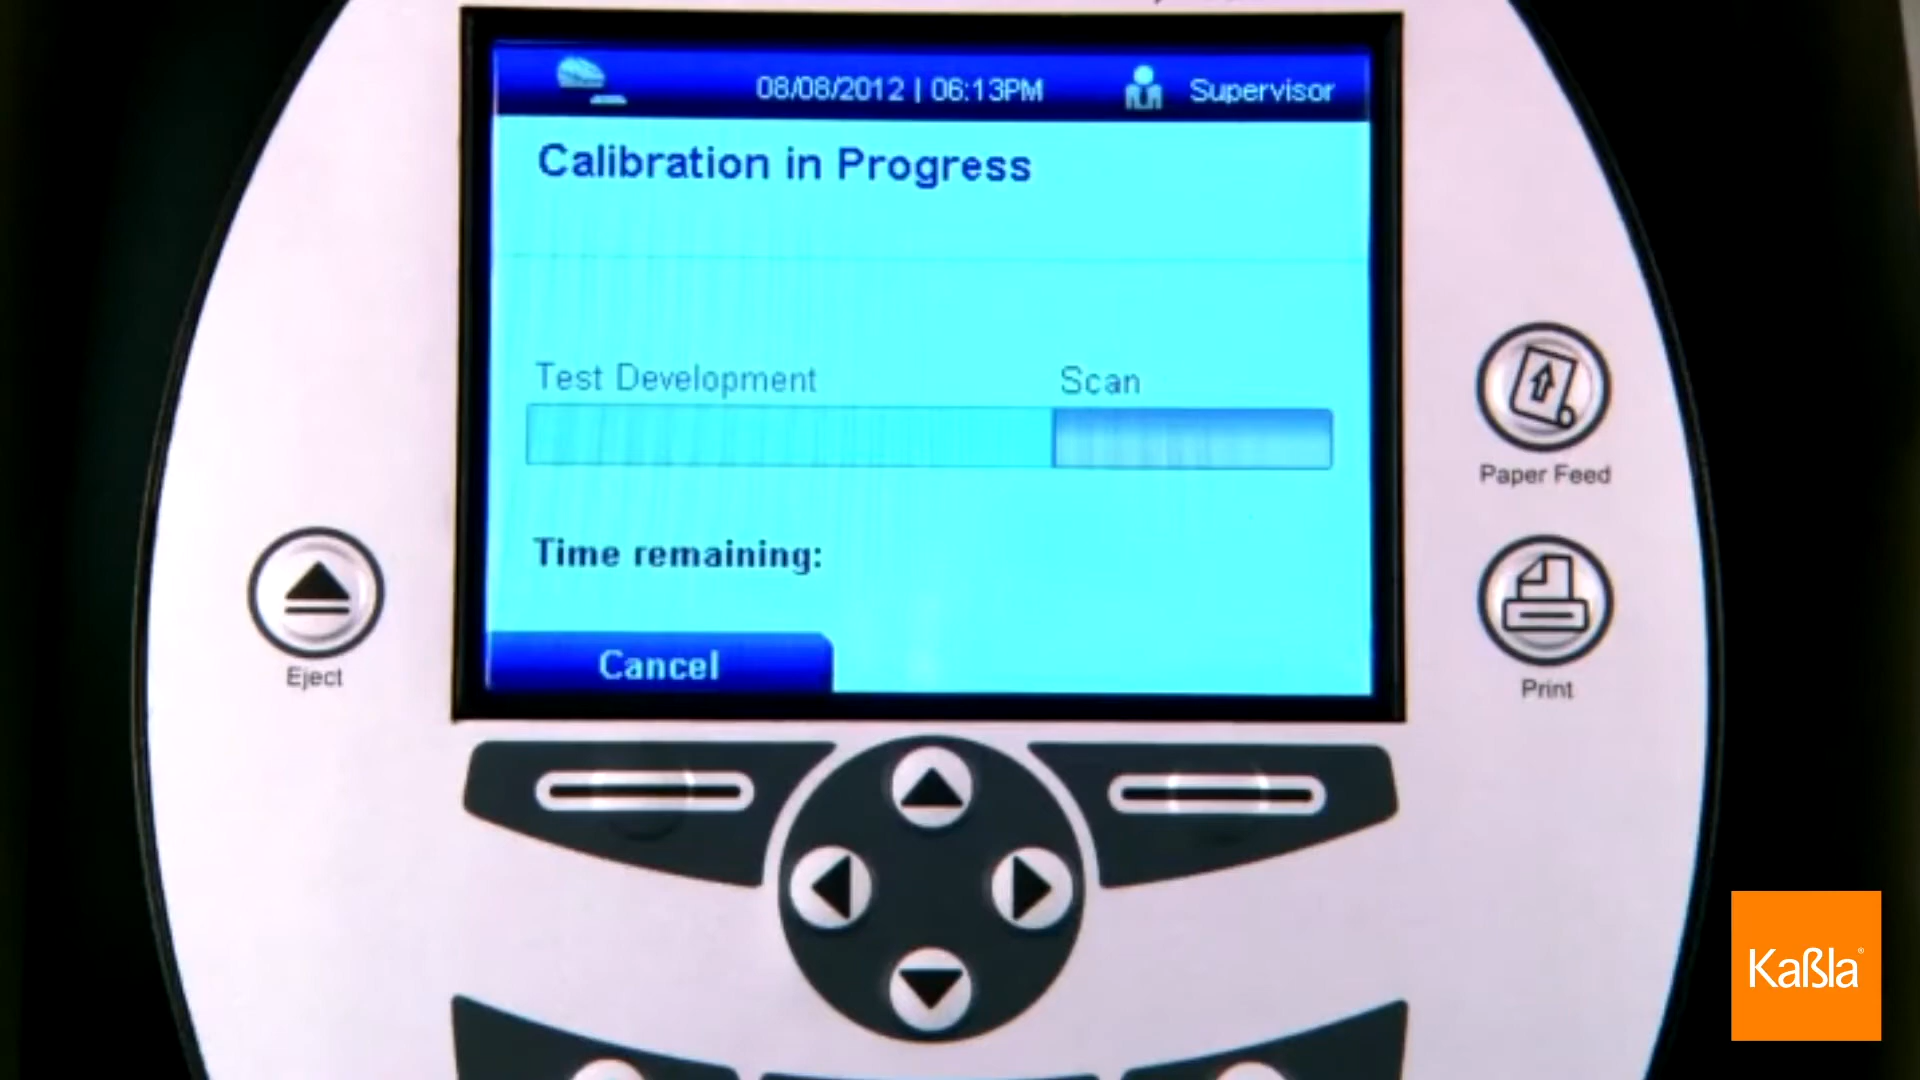 08/08/2012 | 06:13PM
Supervisor
Calibration in Progress
Test Development
Scan
Time remaining:
Cancel
Eject
Paper Feed
Print
Kaßla®